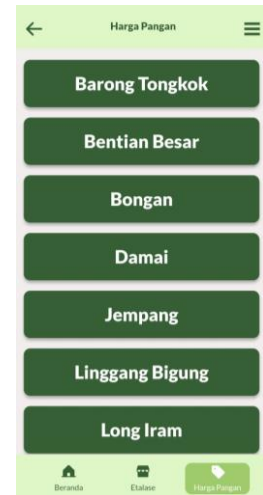 Harga Pangan
Barong Tongkok
Bentian Besar
Bongan
Damai
Jempang
Linggang Bigung
Long Iram
Beranda Etalase Harga Pangan